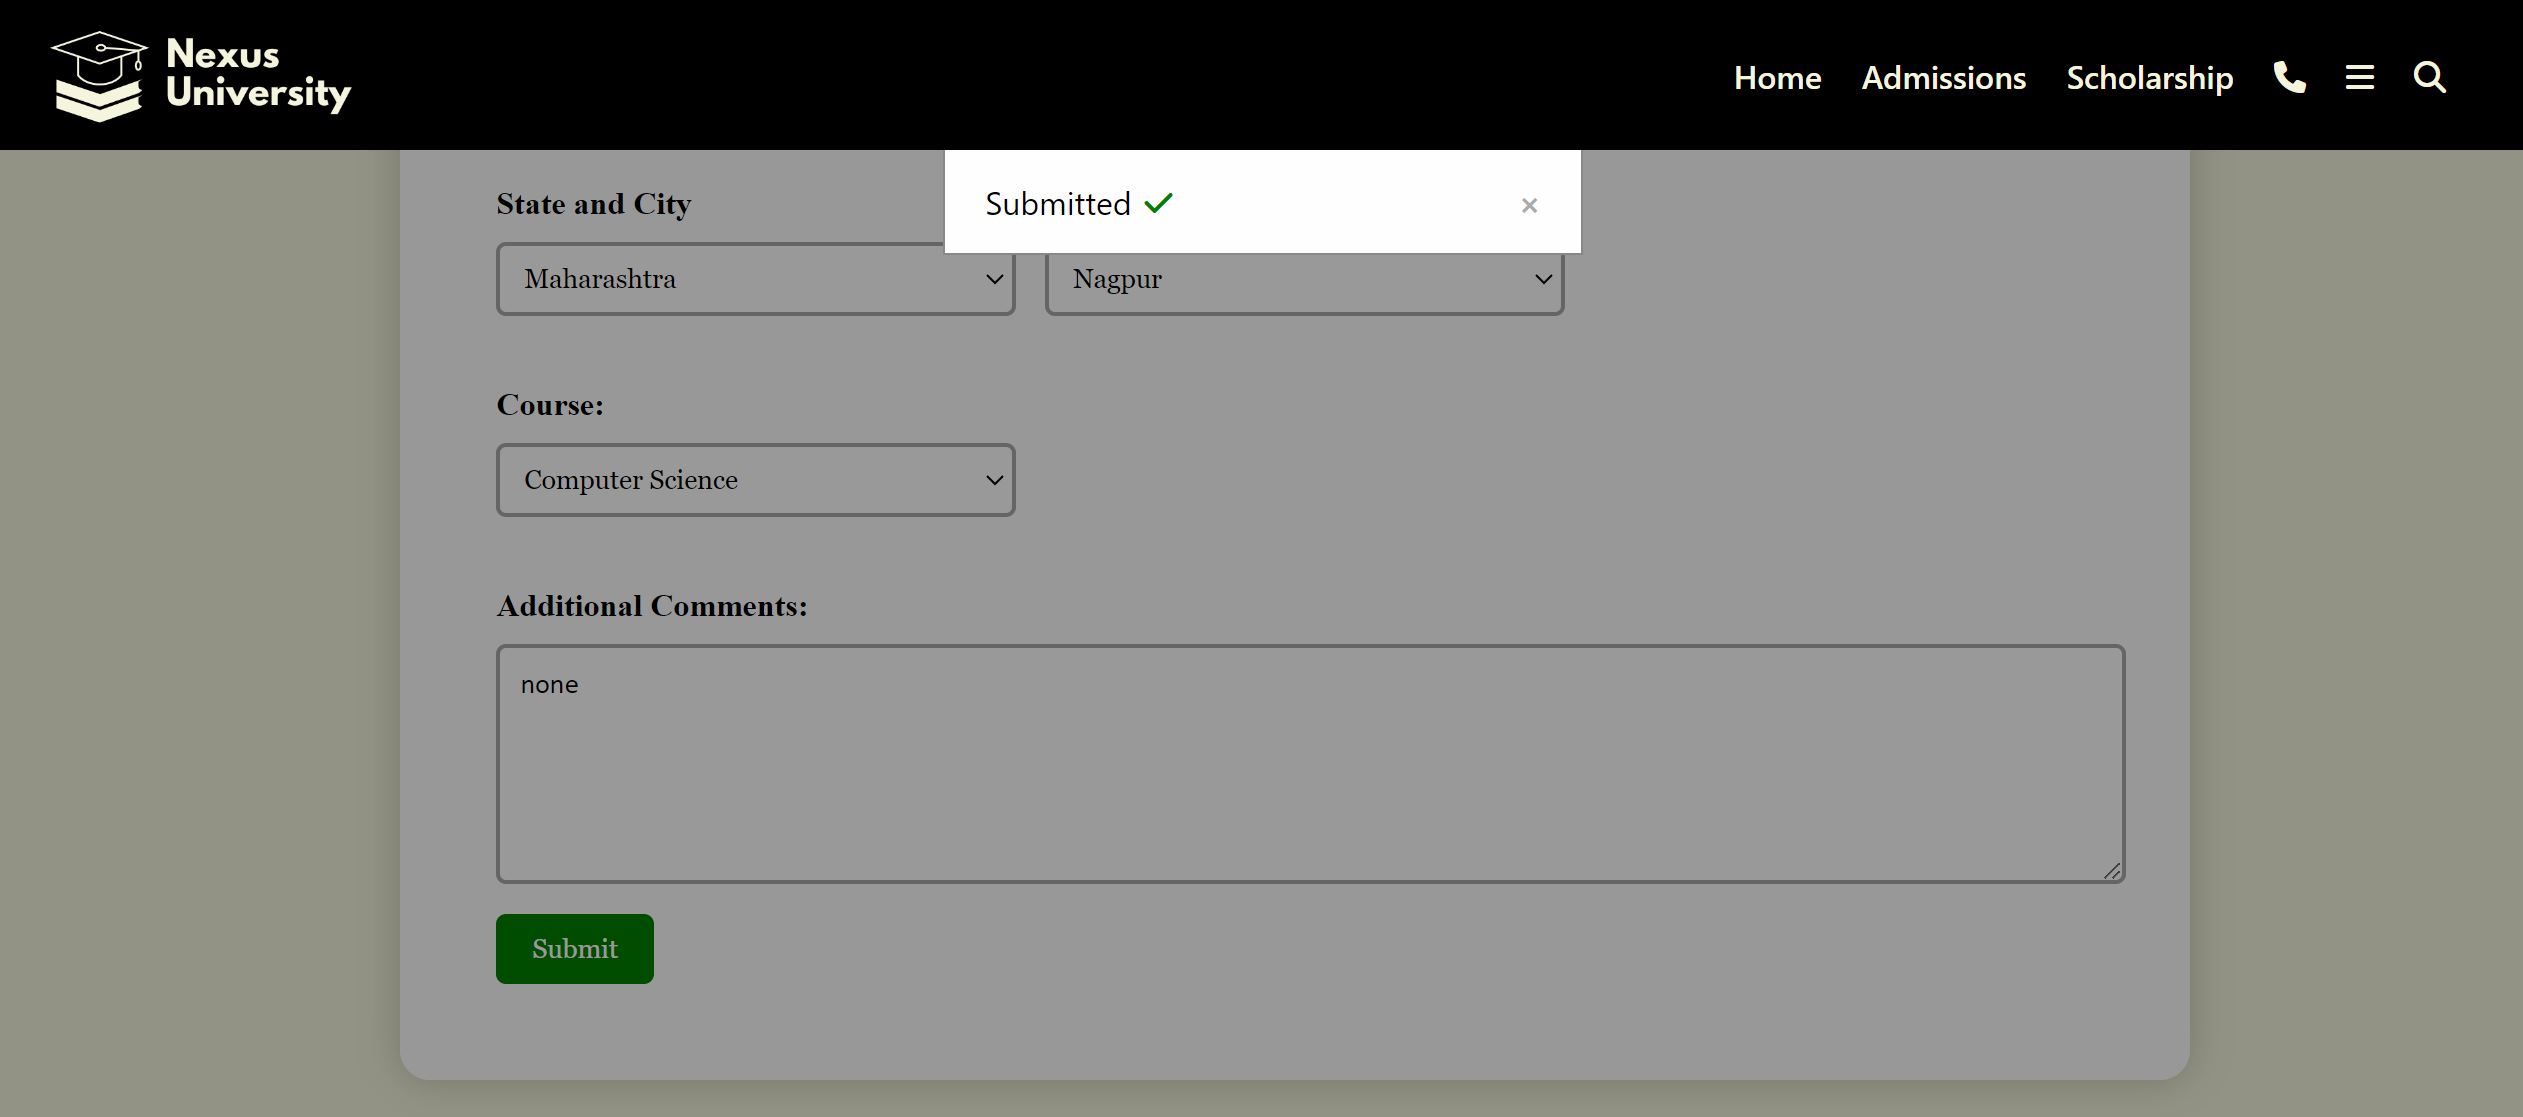 Nexus
University
Home Admissions Scholarship
Submitted
×
State and City
Maharashtra
Nagpur
Course:
Computer Science
Additional Comments:
none
Submit